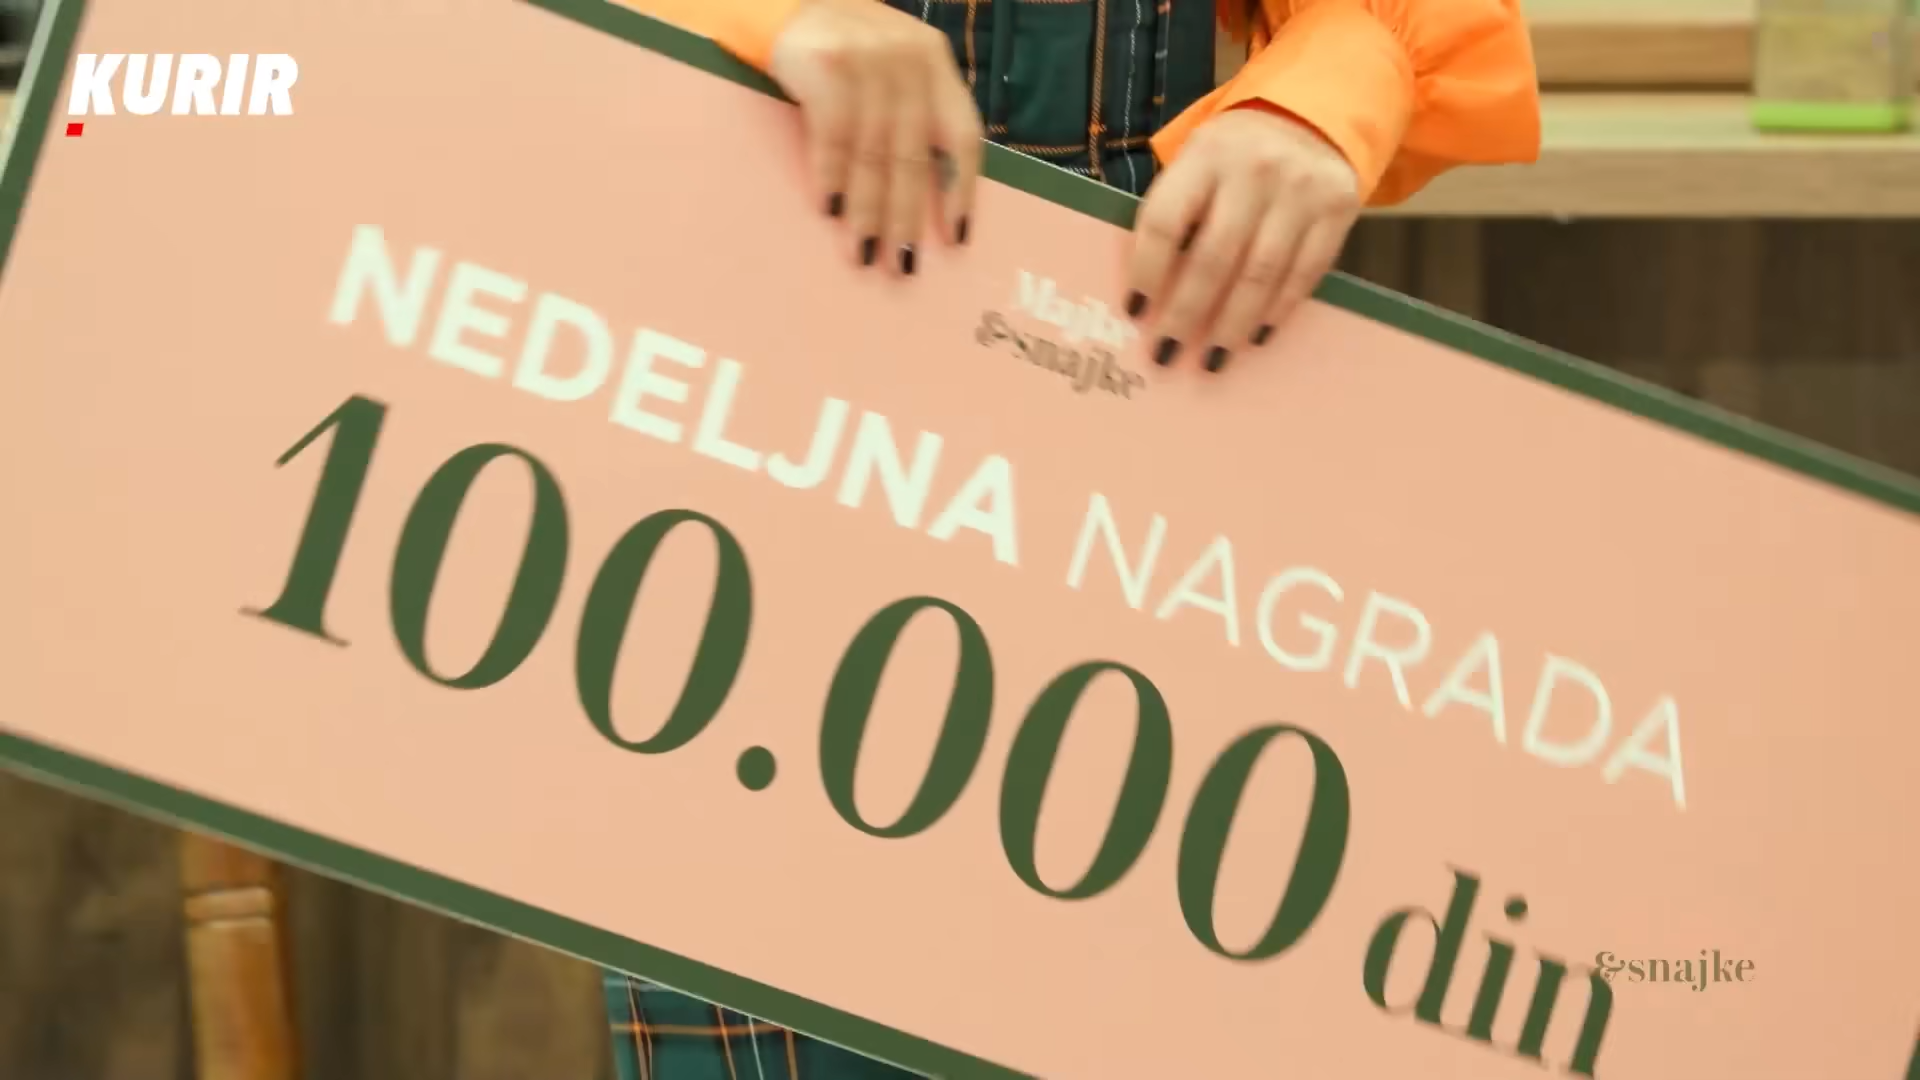 KURIR
Majke
&snajke
NEDELJNA NAGRADA
100.000 din
&snajke